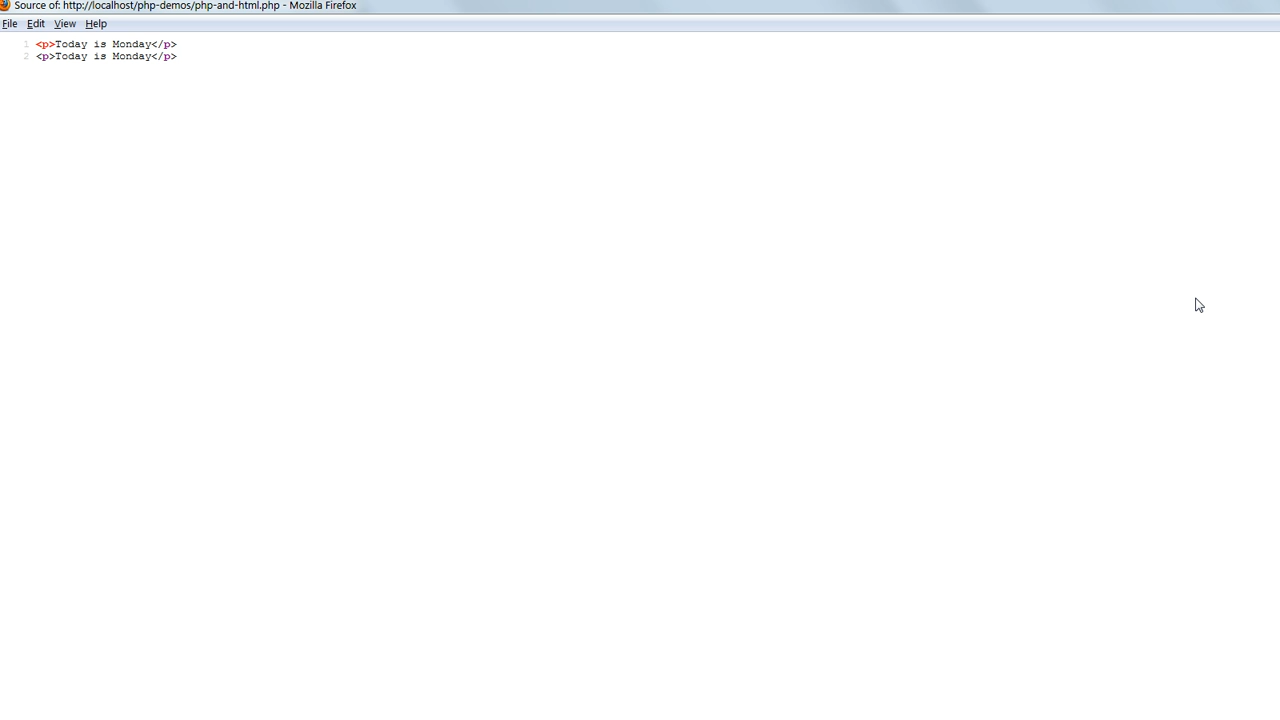 Source of: http://localhost/php-demos/php-and-html.php - Mozilla Firefox
File Edit View Help
1 <p>Today is Monday</p>
2 <p>Today is Monday</p>